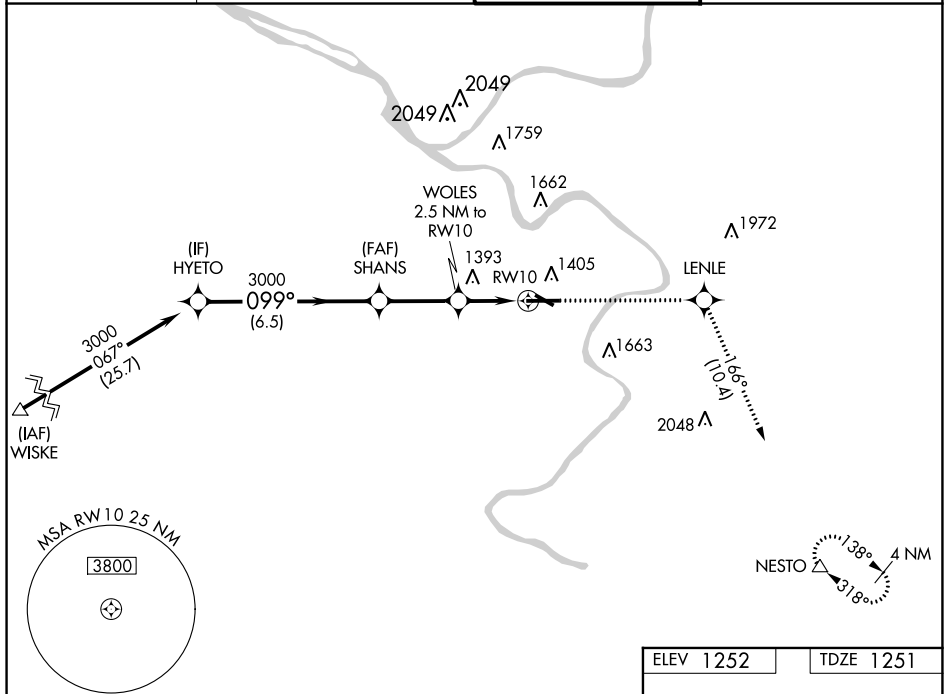 2049
2049
1759
1662
WOLES
2.5 NM to
RW10
1972
(IF)
HYETO
(FAF)
SHANS
1393
RW10
1405
LENLE
3000
099°
(6.5)
3000
067°
(25.7)
1663
166°
(10.4)
(IAF)
WISKE
2048
MSA RW10 25 NM
3800
NESTO
138°
4 NM
318°
ELEV 1252
TDZE 1251